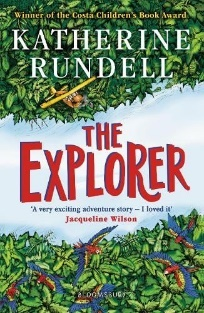 Winner of the Costa Children's Book Award
KATHERINE
RUNDELL
THE
EXPLORER
'A very exciting adventure story – I loved it'
Jacqueline Wilson
BLOOMSBURY